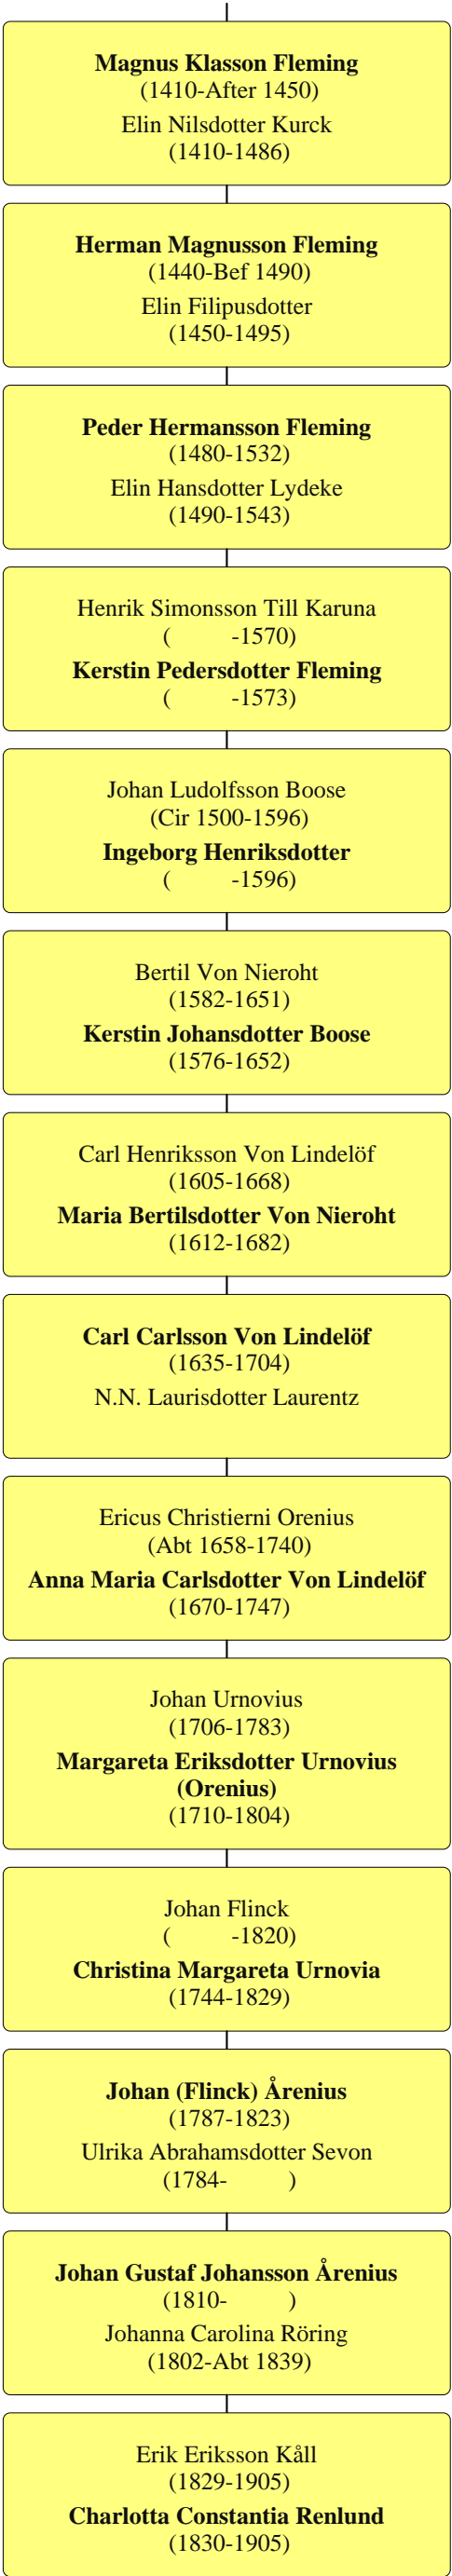 Magnus Klasson Fleming
(1410-After 1450)
Elin Nilsdotter Kurck
(1410-1486)
Herman Magnusson Fleming
(1440-Bef 1490)
Elin Filipusdotter
(1450-1495)
Peder Hermansson Fleming
(1480-1532)
Elin Hansdotter Lydeke
(1490-1543)
Henrik Simonsson Till Karuna
( -1570)
Kerstin Pedersdotter Fleming
( -1573)
Johan Ludolfsson Boose
(Cir 1500-1596)
Ingeborg Henriksdotter
( -1596)
Bertil Von Nieroht
(1582-1651)
Kerstin Johansdotter Boose
(1576-1652)
Carl Henriksson Von Lindelöf
(1605-1668)
Maria Bertilsdotter Von Nieroht
(1612-1682)
Carl Carlsson Von Lindelöf
(1635-1704)
N.N. Laurisdotter Laurentz
Ericus Christierni Orenius
(Abt 1658-1740)
Anna Maria Carlsdotter Von Lindelöf
(1670-1747)
Johan Urnovius
(1706-1783)
Margareta Eriksdotter Urnovius
(Orenius)
(1710-1804)
Johan Flinck
( -1820)
Christina Margareta Urnovia
(1744-1829)
Johan (Flinck) Årenius
(1787-1823)
Ulrika Abrahamsdotter Sevon
(1784- )
Johan Gustaf Johansson Årenius
(1810- )
Johanna Carolina Röring
(1802-Abt 1839)
Erik Eriksson Kåll
(1829-1905)
Charlotta Constantia Renlund
(1830-1905)